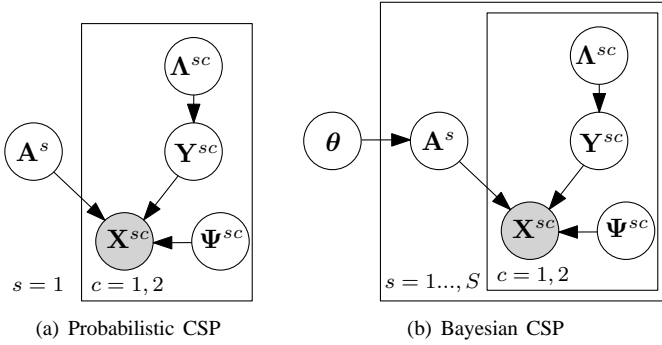 Λ^{sc}
A^s
Y^{sc}
X^{sc}
Ψ^{sc}
s = 1
c = 1, 2
(a) Probabilistic CSP
Λ^{sc}
θ
A^s
Y^{sc}
X^{sc}
Ψ^{sc}
s = 1..., S
c = 1, 2
(b) Bayesian CSP